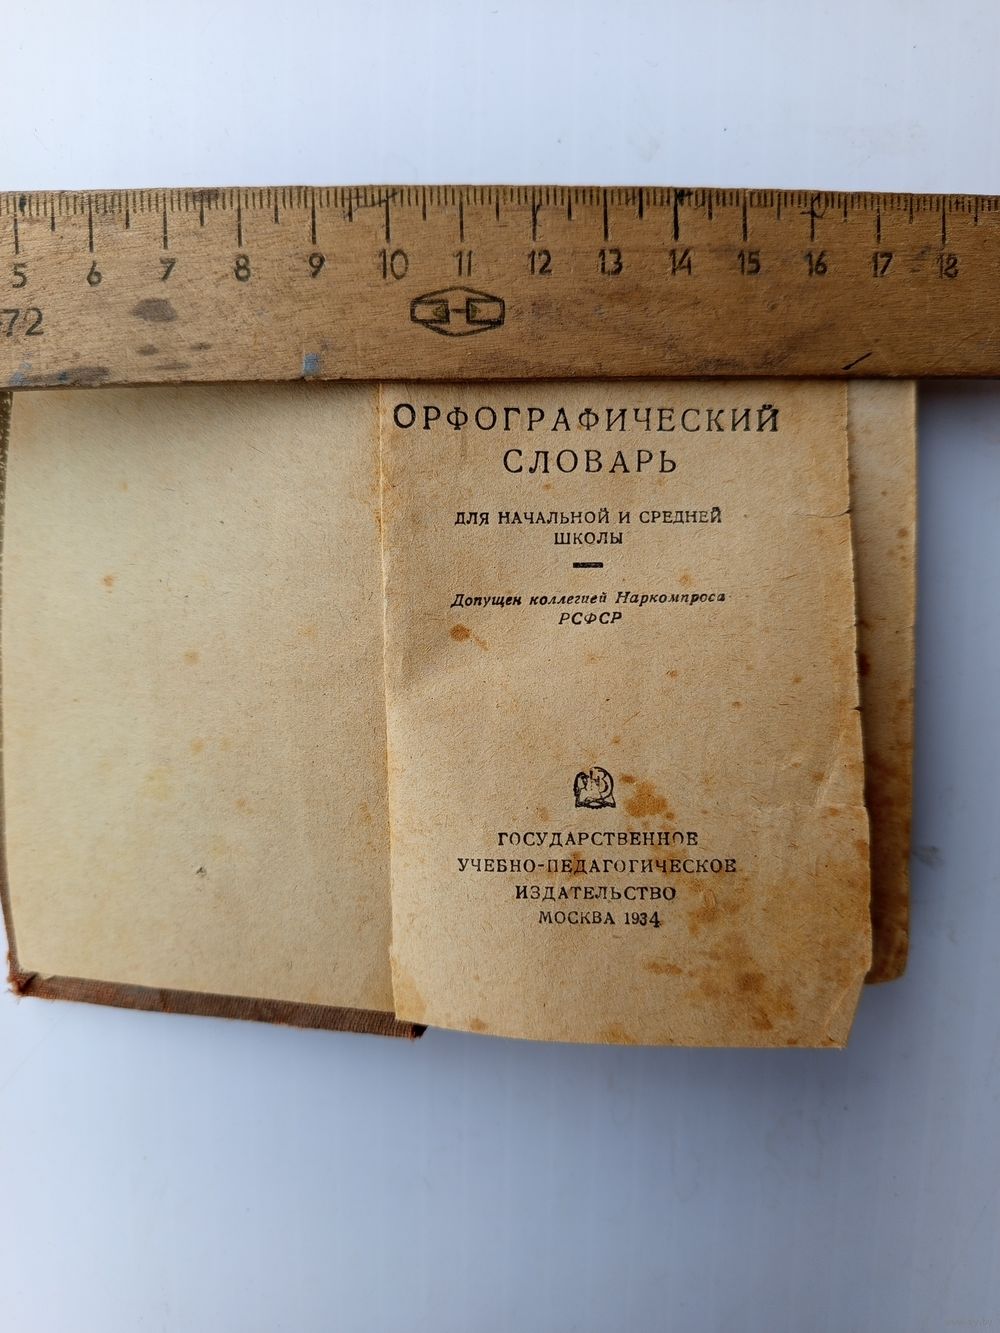 5 6 7 8 9 10 11 12 13 14 15 16 17 18
72
ОРФОГРАФИЧЕСКИЙ
СЛОВАРЬ
ДЛЯ НАЧАЛЬНОЙ И СРЕДНЕЙ
ШКОЛЫ
Допущен коллегией Наркомпроса
РСФСР
ГОСУДАРСТВЕННОЕ
УЧЕБНО-ПЕДАГОГИЧЕСКОЕ
ИЗДАТЕЛЬСТВО
МОСКВА 1934